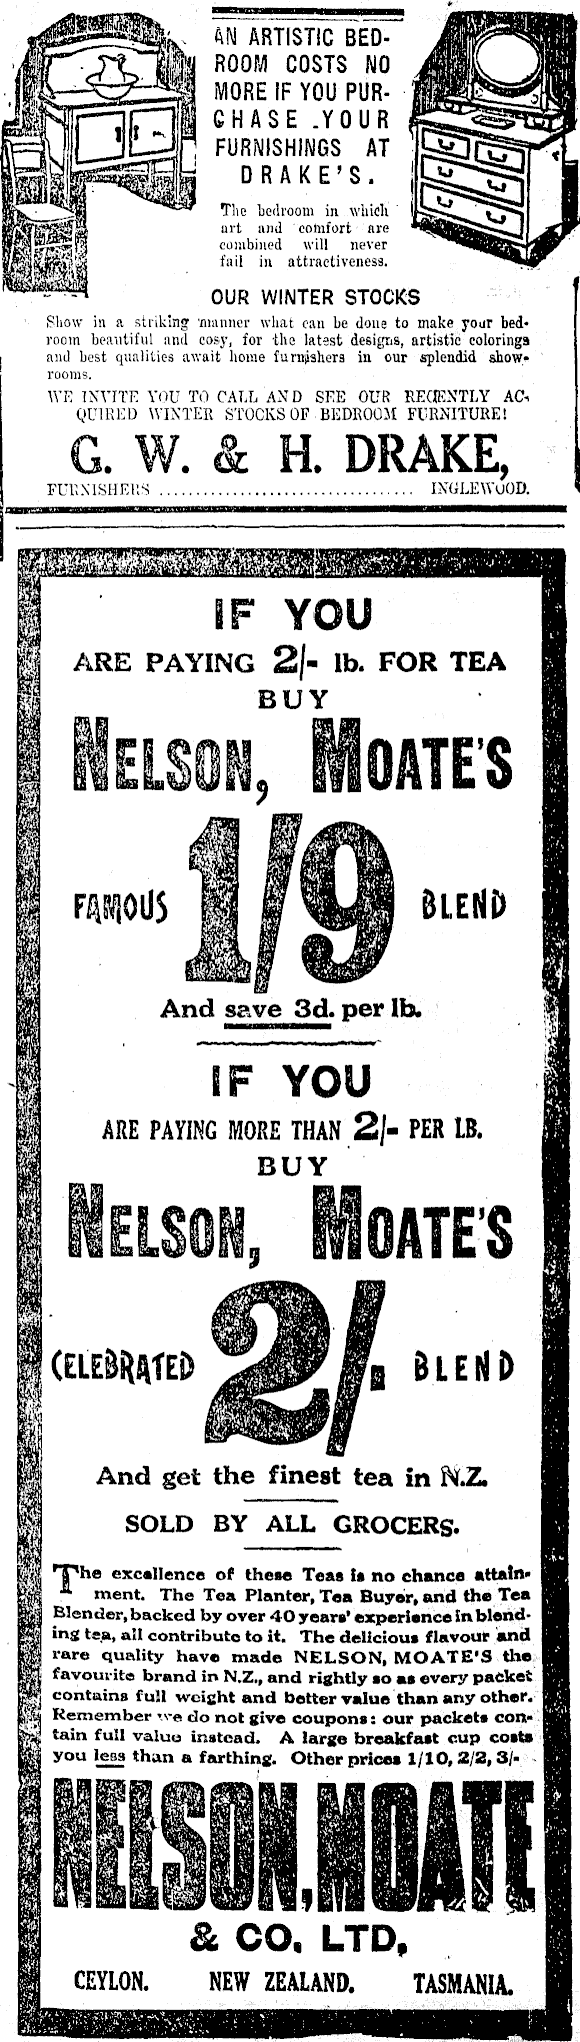 AN ARTISTIC BED-
ROOM COSTS NO
MORE IF YOU PUR-
CHASE .YOUR
FURNISHINGS AT
DRAKE'S.
The bedroom in which
art and comfort are
combined will never
fail in attractiveness.
OUR WINTER STOCKS
Show in a striking manner what can be done to make your bed-
room beautiful and cosy, for the latest designs, artistic colorings
and best qualities await home furnishers in our splendid show-
rooms.
WE INVITE YOU TO CALL AND SEE OUR RECENTLY AC-
QUIRED WINTER STOCKS OF BEDROOM FURNITURE!
G. W. & H. DRAKE,
FURNISHERS .................................. INGLEWOOD.
IF YOU
ARE PAYING 2/- lb. FOR TEA
BUY
NELSON, MOATE'S
FAMOUS 1/9 BLEND
And save 3d. per lb.
IF YOU
ARE PAYING MORE THAN 2/- PER LB.
BUY
NELSON, MOATE'S
CELEBRATED 2/- BLEND
And get the finest tea in N.Z.
SOLD BY ALL GROCERS.
The excellence of these Teas is no chance attain-
ment. The Tea Planter, Tea Buyer, and the Tea
Blender, backed by over 40 years' experience in blend-
ing tea, all contribute to it. The delicious flavour and
rare quality have made NELSON, MOATE'S the
favourite brand in N.Z., and rightly so as every packet
contains full weight and better value than any other.
Remember we do not give coupons: our packets con-
tain full value instead. A large breakfast cup costs
you less than a farthing. Other prices 1/10, 2/2, 3/-
NELSON, MOATE
& CO. LTD.
CEYLON. NEW ZEALAND. TASMANIA.